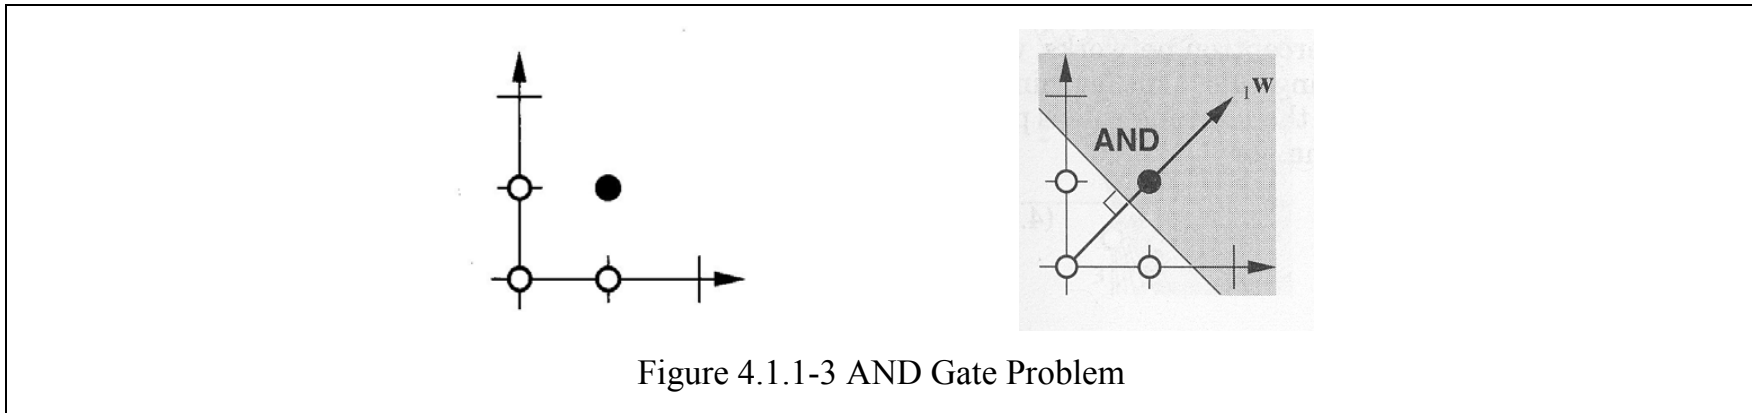 AND
₁W
Figure 4.1.1-3 AND Gate Problem